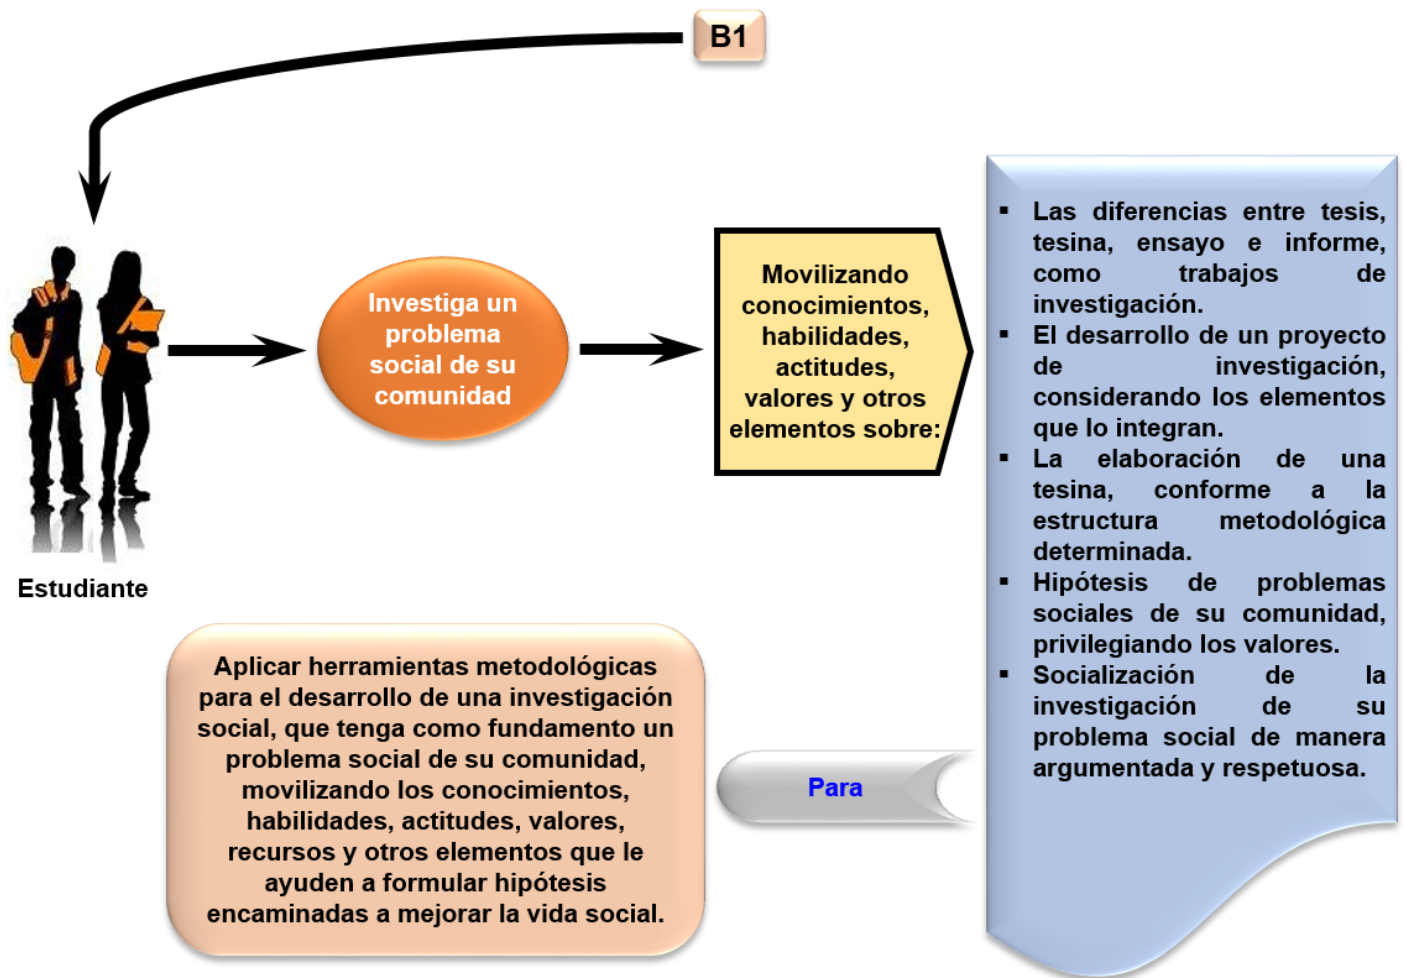 B1
Estudiante
Investiga un
problema
social de su
comunidad
Movilizando
conocimientos,
habilidades,
actitudes,
valores y otros
elementos sobre:
▪ Las diferencias entre tesis,
tesina, ensayo e informe,
como trabajos de
investigación.
▪ El desarrollo de un proyecto
de investigación,
considerando los elementos
que lo integran.
▪ La elaboración de una
tesina, conforme a la
estructura metodológica
determinada.
▪ Hipótesis de problemas
sociales de su comunidad,
privilegiando los valores.
▪ Socialización de la
investigación de su
problema social de manera
argumentada y respetuosa.
Para
Aplicar herramientas metodológicas
para el desarrollo de una investigación
social, que tenga como fundamento un
problema social de su comunidad,
movilizando los conocimientos,
habilidades, actitudes, valores,
recursos y otros elementos que le
ayuden a formular hipótesis
encaminadas a mejorar la vida social.